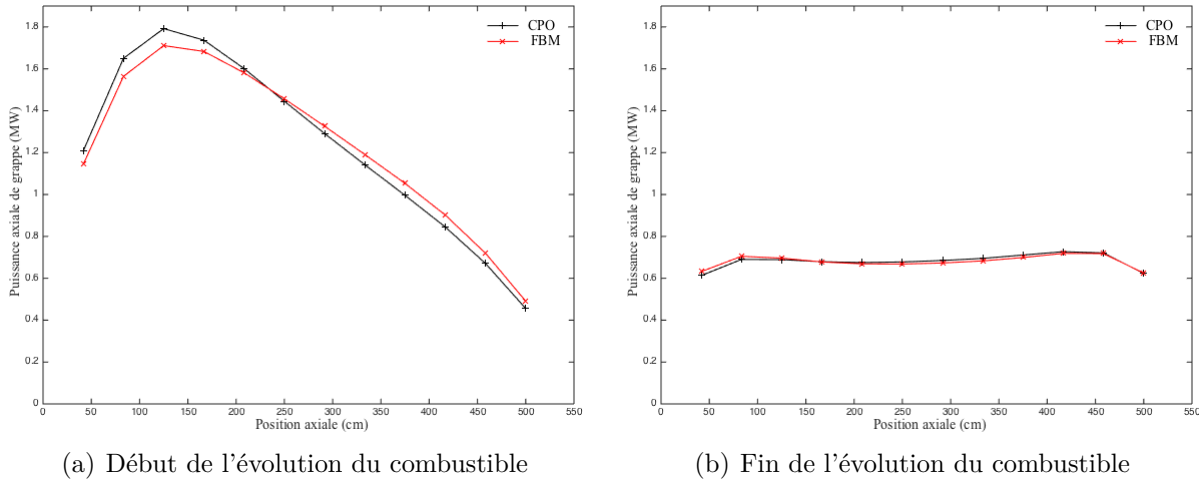 1.8
1.6
1.4
1.2
1
0.8
0.6
0.4
0.2
0
Puissance axiale de grappe (MW)
CPO
FBM
0 50 100 150 200 250 300 350 400 450 500 550
Position axiale (cm)
(a) Début de l'évolution du combustible
1.8
1.6
1.4
1.2
1
0.8
0.6
0.4
0.2
0
Puissance axiale de grappe (MW)
CPO
FBM
0 50 100 150 200 250 300 350 400 450 500 550
Position axiale (cm)
(b) Fin de l'évolution du combustible